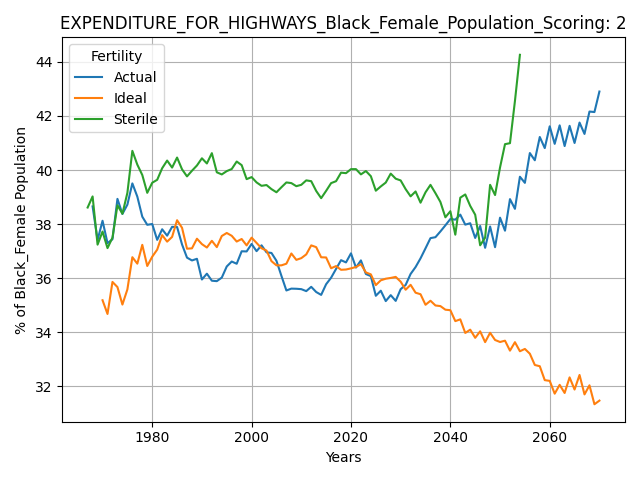 EXPENDITURE_FOR_HIGHWAYS_Black_Female_Population_Scoring: 2
Fertility
Actual
Ideal
Sterile
% of Black_Female Population
44
42
40
38
36
34
32
1980
2000
2020
2040
2060
Years